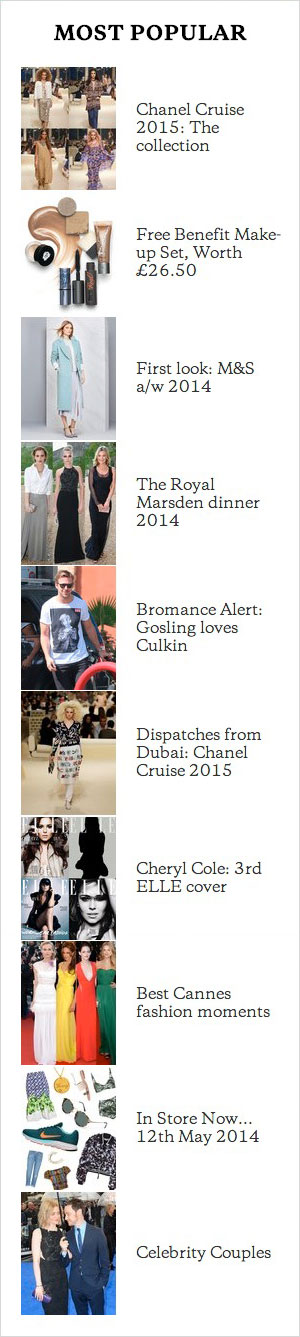 MOST POPULAR
Chanel Cruise
2015: The
collection
Free Benefit Make-
up Set, Worth
£26.50
First look: M&S
a/w 2014
The Royal
Marsden dinner
2014
Bromance Alert:
Gosling loves
Culkin
Dispatches from
Dubai: Chanel
Cruise 2015
Cheryl Cole: 3rd
ELLE cover
Best Cannes
fashion moments
In Store Now...
12th May 2014
Celebrity Couples